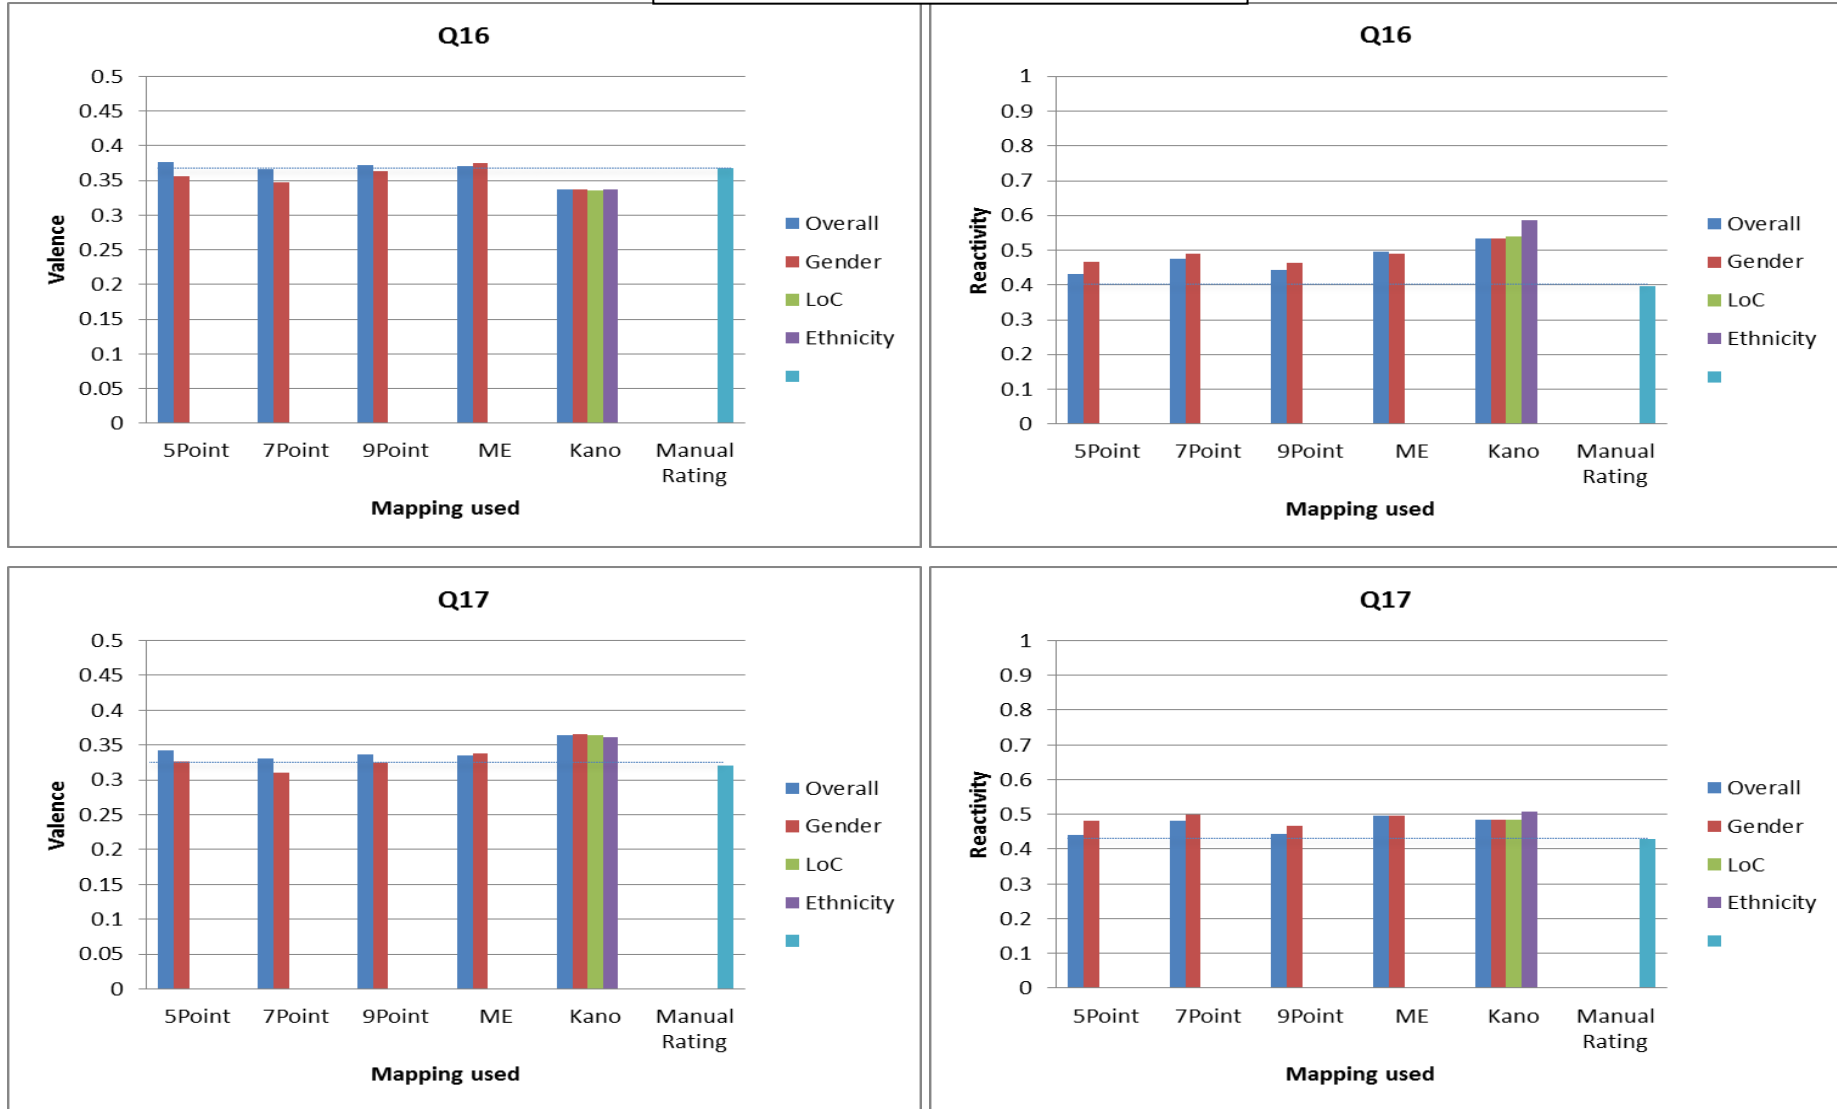 Q16
0.5
0.45
0.4
0.35
0.3
0.25
0.2
0.15
0.1
0.05
0
Valence
5Point 7Point 9Point ME Kano Manual
Rating
Mapping used
Overall
Gender
LoC
Ethnicity
Q16
1
0.9
0.8
0.7
0.6
0.5
0.4
0.3
0.2
0.1
0
Reactivity
5Point 7Point 9Point ME Kano Manual
Rating
Mapping used
Overall
Gender
LoC
Ethnicity
Q17
0.5
0.45
0.4
0.35
0.3
0.25
0.2
0.15
0.1
0.05
0
Valence
5Point 7Point 9Point ME Kano Manual
Rating
Mapping used
Overall
Gender
LoC
Ethnicity
Q17
1
0.9
0.8
0.7
0.6
0.5
0.4
0.3
0.2
0.1
0
Reactivity
5Point 7Point 9Point ME Kano Manual
Rating
Mapping used
Overall
Gender
LoC
Ethnicity